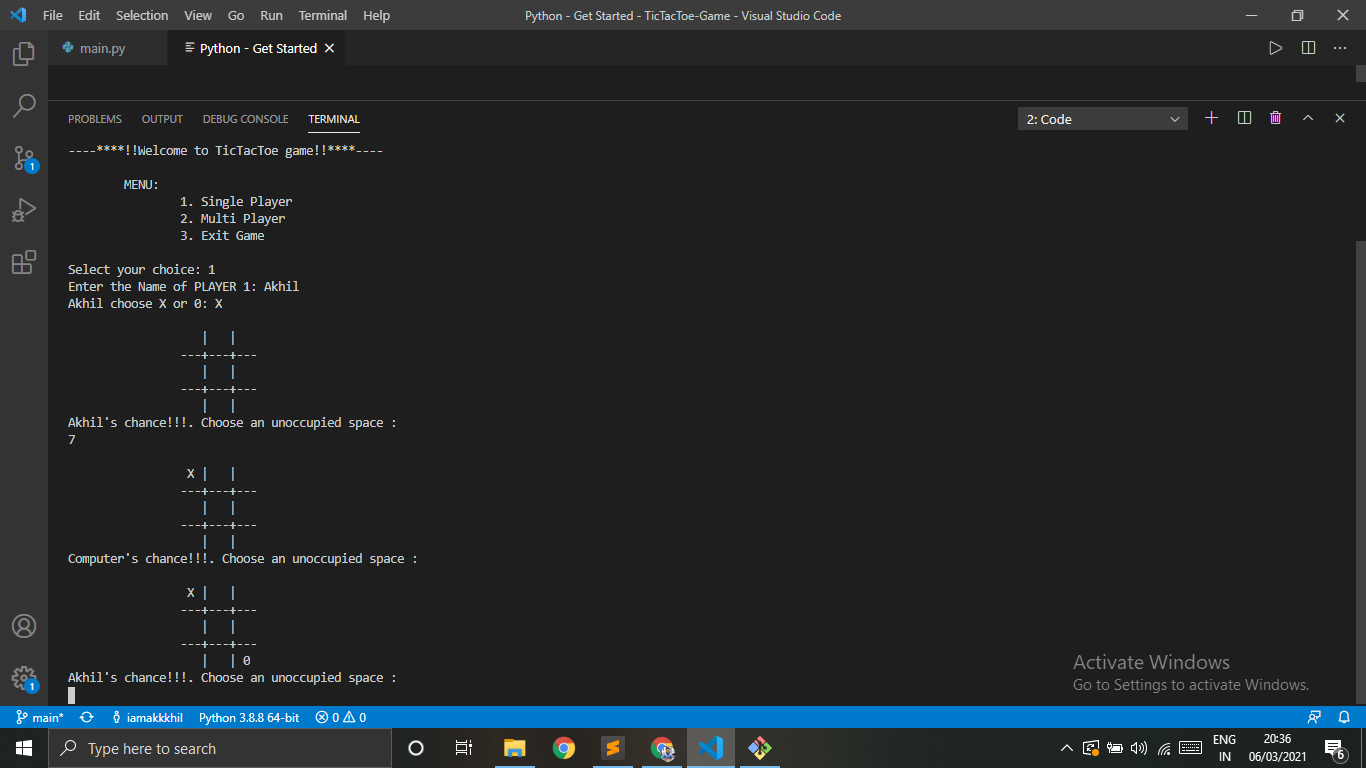 File Edit Selection View Go Run Terminal Help Python - Get Started - TicTacToe-Game - Visual Studio Code
main.py Python - Get Started
PROBLEMS OUTPUT DEBUG CONSOLE TERMINAL 2: Code
----****!!Welcome to TicTacToe game!!****----
MENU:
1. Single Player
2. Multi Player
3. Exit Game
Select your choice: 1
Enter the Name of PLAYER 1: Akhil
Akhil choose X or 0: X
| |
---+---+---
| |
---+---+---
| |
Akhil's chance!!!. Choose an unoccupied space :
7
X | |
---+---+---
| |
---+---+---
| |
Computer's chance!!!. Choose an unoccupied space :
X | |
---+---+---
| |
---+---+---
| | 0
Akhil's chance!!!. Choose an unoccupied space :
1
1
Activate Windows
Go to Settings to activate Windows.
main* iamakkkhil Python 3.8.8 64-bit 0 0
Type here to search
ENG
IN
20:36
06/03/2021
6